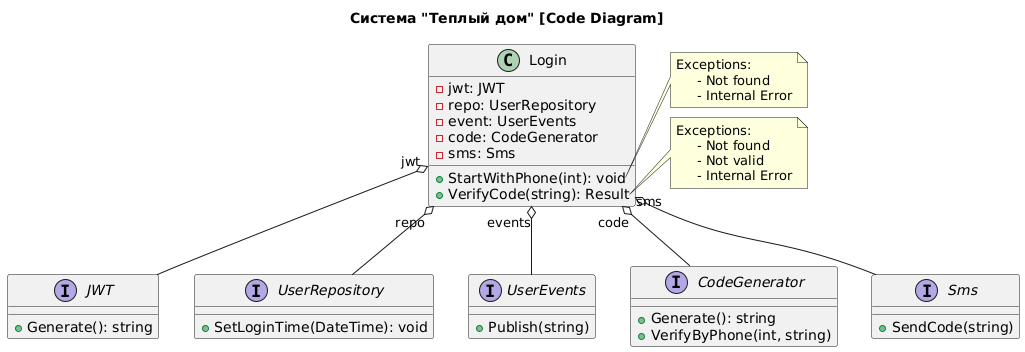 Система "Теплый дом" [Code Diagram]
C Login
jwt: JWT
repo: UserRepository
event: UserEvents
code: CodeGenerator
sms: Sms
StartWithPhone(int): void
VerifyCode(string): Result
Exceptions:
- Not found
- Internal Error
Exceptions:
- Not found
- Not valid
- Internal Error
jwt
repo
events
code
sms
I JWT
Generate(): string
I UserRepository
SetLoginTime(DateTime): void
I UserEvents
Publish(string)
I CodeGenerator
Generate(): string
VerifyByPhone(int, string)
I Sms
SendCode(string)